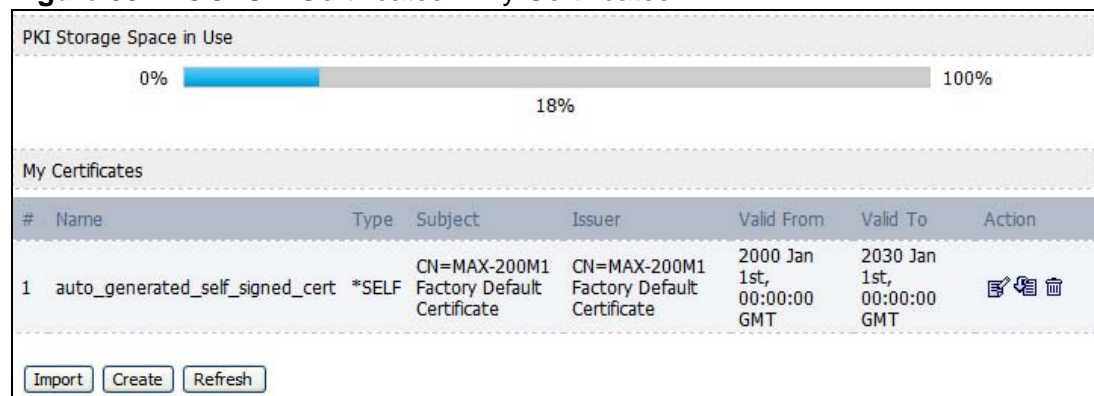 PKI Storage Space in Use
0% 100%
18%
My Certificates
# Name Type Subject Issuer Valid From Valid To Action
1 auto_generated_self_signed_cert *SELF CN=MAX-200M1 Factory Default Certificate CN=MAX-200M1 Factory Default Certificate 2000 Jan 1st, 00:00:00 GMT 2030 Jan 1st, 00:00:00 GMT
Import Create Refresh